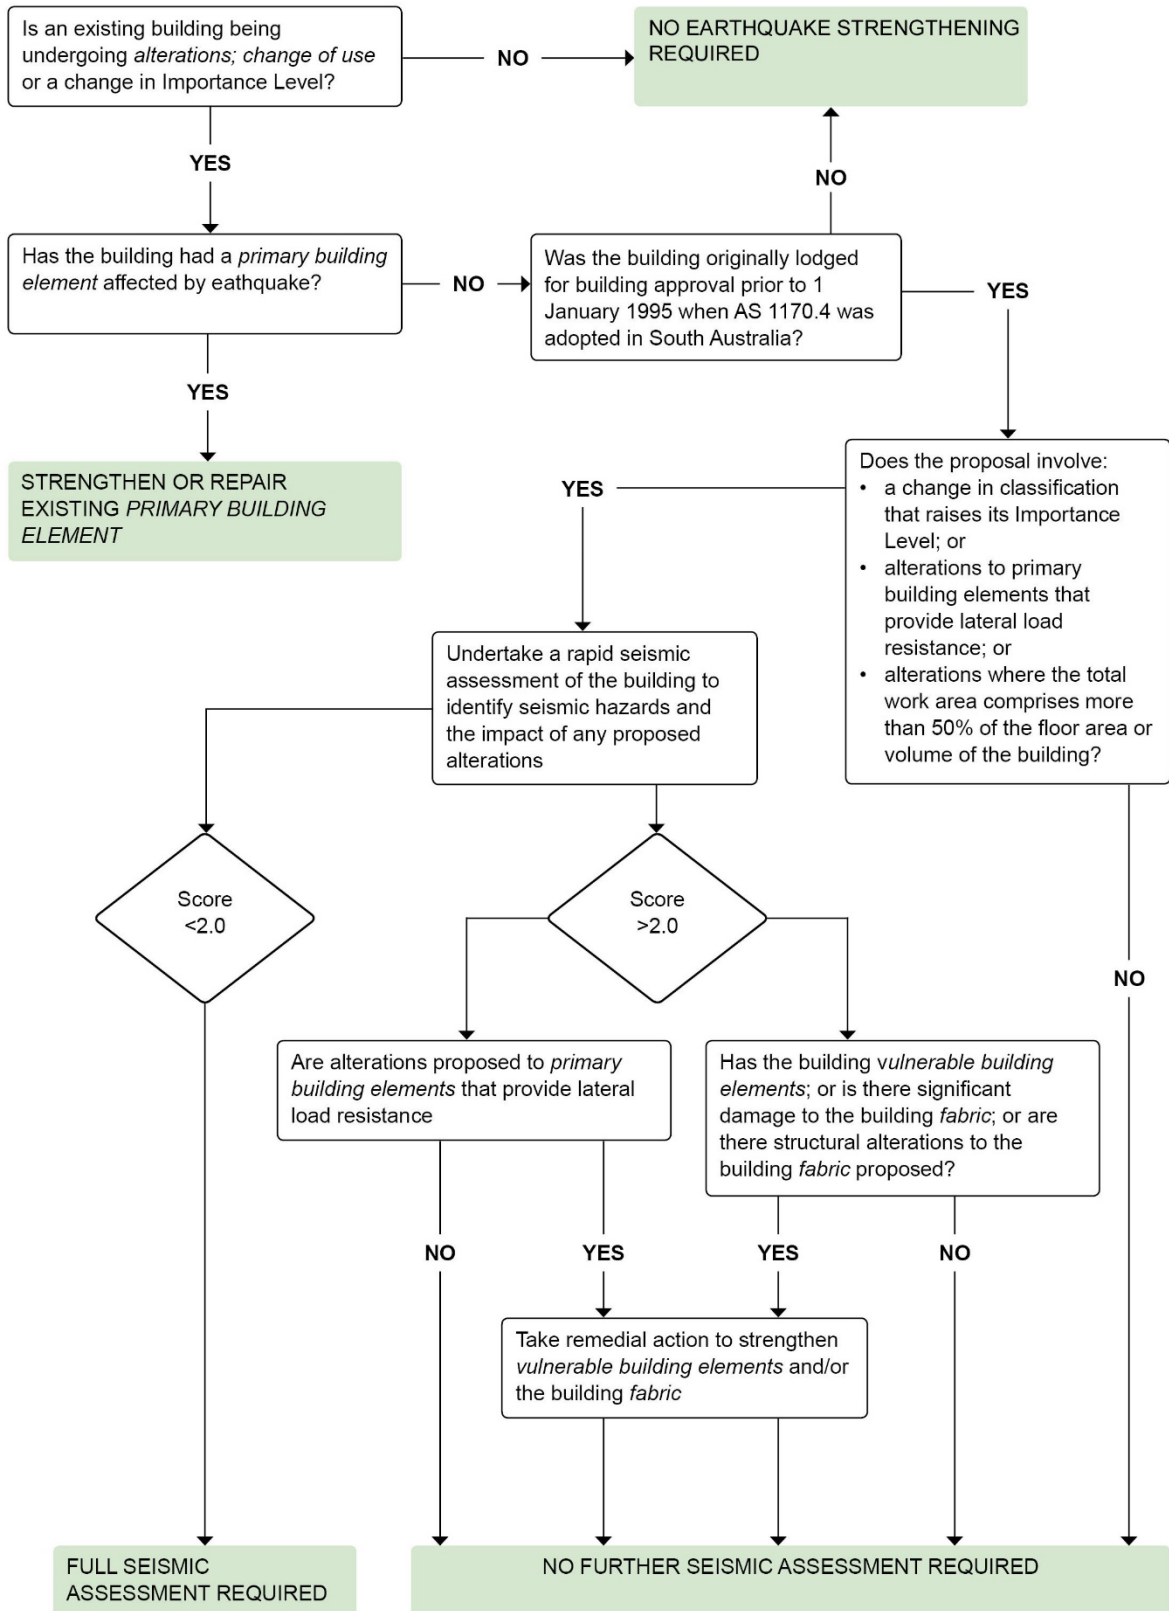 Is an existing building being
undergoing alterations; change of use
or a change in Importance Level?
NO
NO EARTHQUAKE STRENGTHENING
REQUIRED
YES
NO
Has the building had a primary building
element affected by eathquake?
NO
Was the building originally lodged
for building approval prior to 1
January 1995 when AS 1170.4 was
adopted in South Australia?
YES
YES
STRENGTHEN OR REPAIR
EXISTING PRIMARY BUILDING
ELEMENT
Does the proposal involve:
• a change in classification
that raises its Importance
Level; or
• alterations to primary
building elements that
provide lateral load
resistance; or
• alterations where the total
work area comprises more
than 50% of the floor area or
volume of the building?
YES
Undertake a rapid seismic
assessment of the building to
identify seismic hazards and
the impact of any proposed
alterations
Score
<2.0
Score
>2.0
NO
Are alterations proposed to primary
building elements that provide lateral
load resistance
Has the building vulnerable building
elements; or is there significant
damage to the building fabric; or are
there structural alterations to the
building fabric proposed?
NO
YES
YES
NO
Take remedial action to strengthen
vulnerable building elements and/or
the building fabric
FULL SEISMIC
ASSESSMENT REQUIRED
NO FURTHER SEISMIC ASSESSMENT REQUIRED